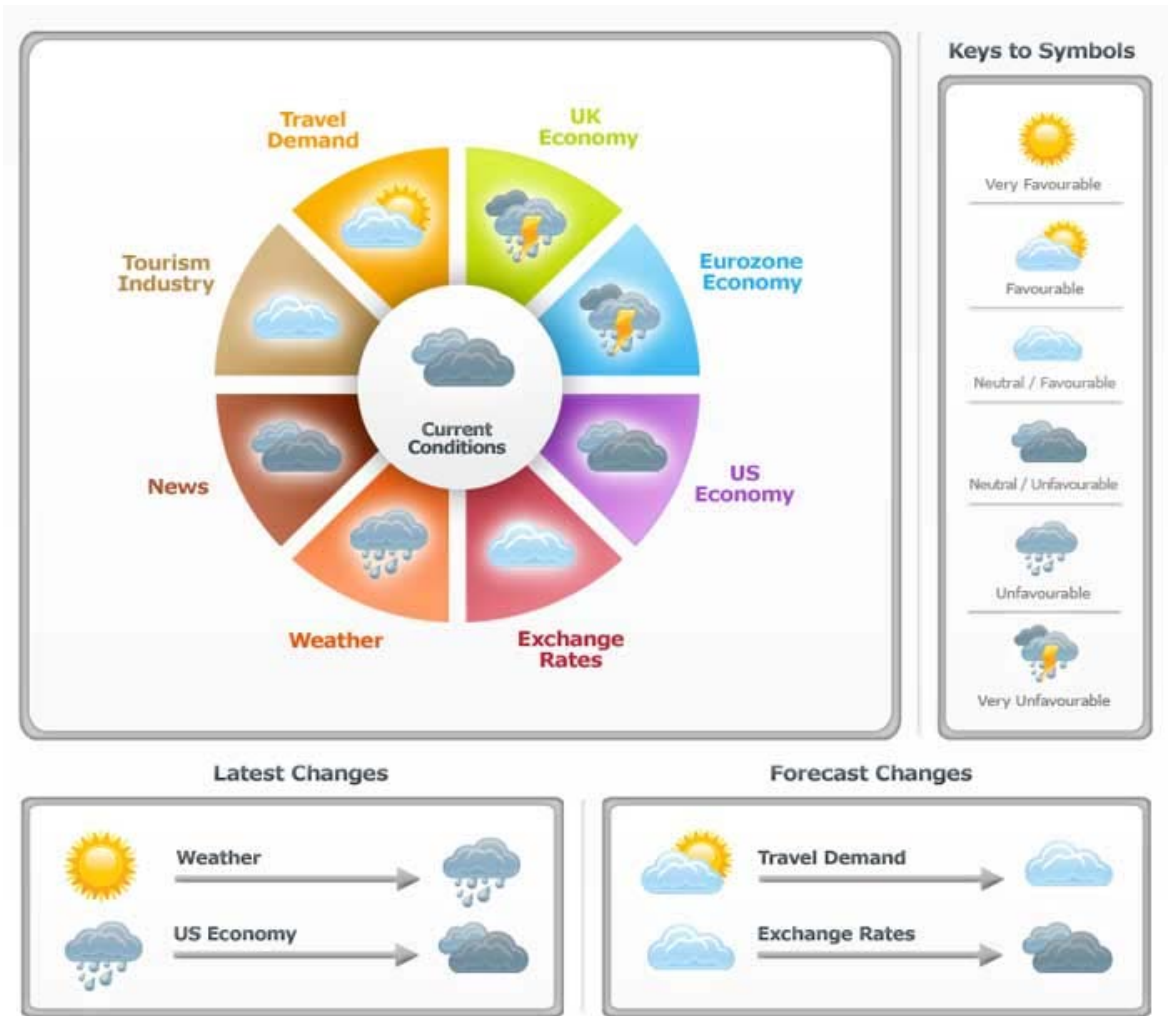 Keys to Symbols
Travel
Demand
UK
Economy
Tourism
Industry
Eurozone
Economy
Current
Conditions
News
US
Economy
Weather
Exchange
Rates
Very Favourable
Favourable
Neutral / Favourable
Neutral / Unfavourable
Unfavourable
Very Unfavourable
Latest Changes
Weather
US Economy
Forecast Changes
Travel Demand
Exchange Rates